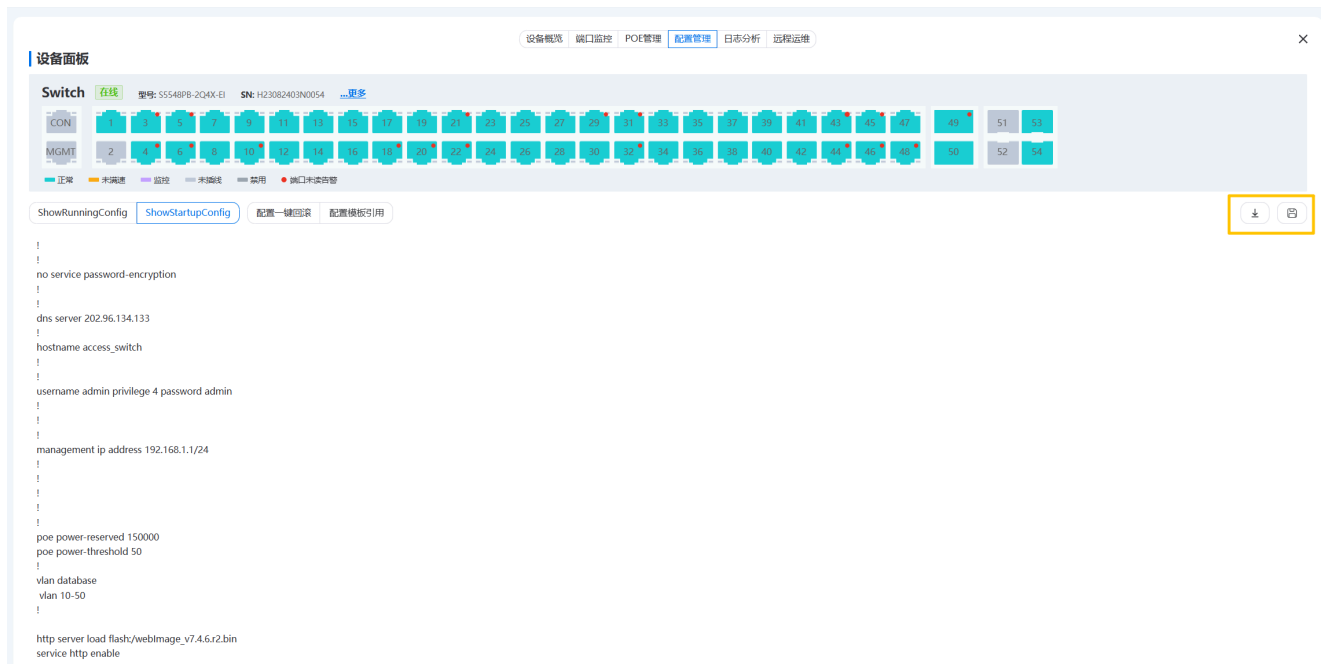 设备概览 端口监控 POE管理 配置管理 日志分析 远程运维
设备面板
Switch 在线 型号: S5548PB-2Q4X-EI SN: H23082403N0054 ...更多
CON 1 3 5 7 9 11 13 15 17 19 21 23 25 27 29 31 33 35 37 39 41 43 45 47 49 51 53
MGMT 2 4 6 8 10 12 14 16 18 20 22 24 26 28 30 32 34 36 38 40 42 44 46 48 50 52 54
正常 未满速 监控 未插线 禁用 端口未读告警
ShowRunningConfig ShowStartupConfig 配置一键回滚 配置模板引用
!
!
no service password-encryption
!
!
dns server 202.96.134.133
!
hostname access_switch
!
!
username admin privilege 4 password admin
!
!
!
management ip address 192.168.1.1/24
!
!
!
!
!
poe power-reserved 150000
poe power-threshold 50
!
vlan database
vlan 10-50
!
http server load flash:/webImage_v7.4.6.r2.bin
service http enable